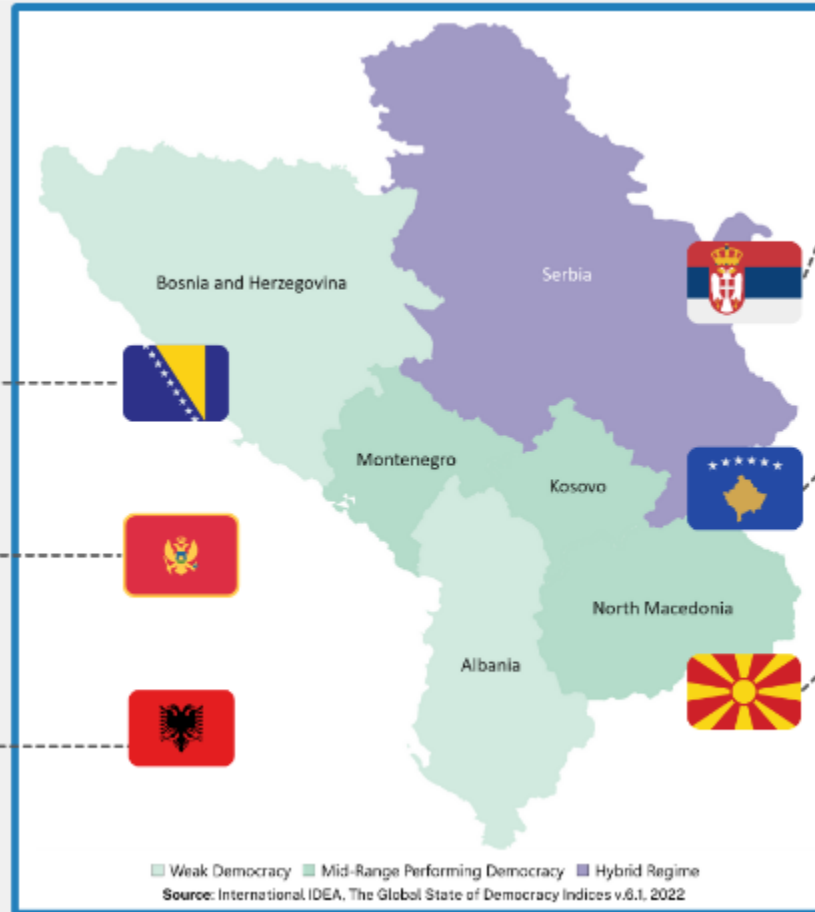 Bosnia and Herzegovina
Serbia
Montenegro
Kosovo
North Macedonia
Albania
Weak Democracy Mid-Range Performing Democracy Hybrid Regime
Source: International IDEA, The Global State of Democracy Indices v.6.1, 2022